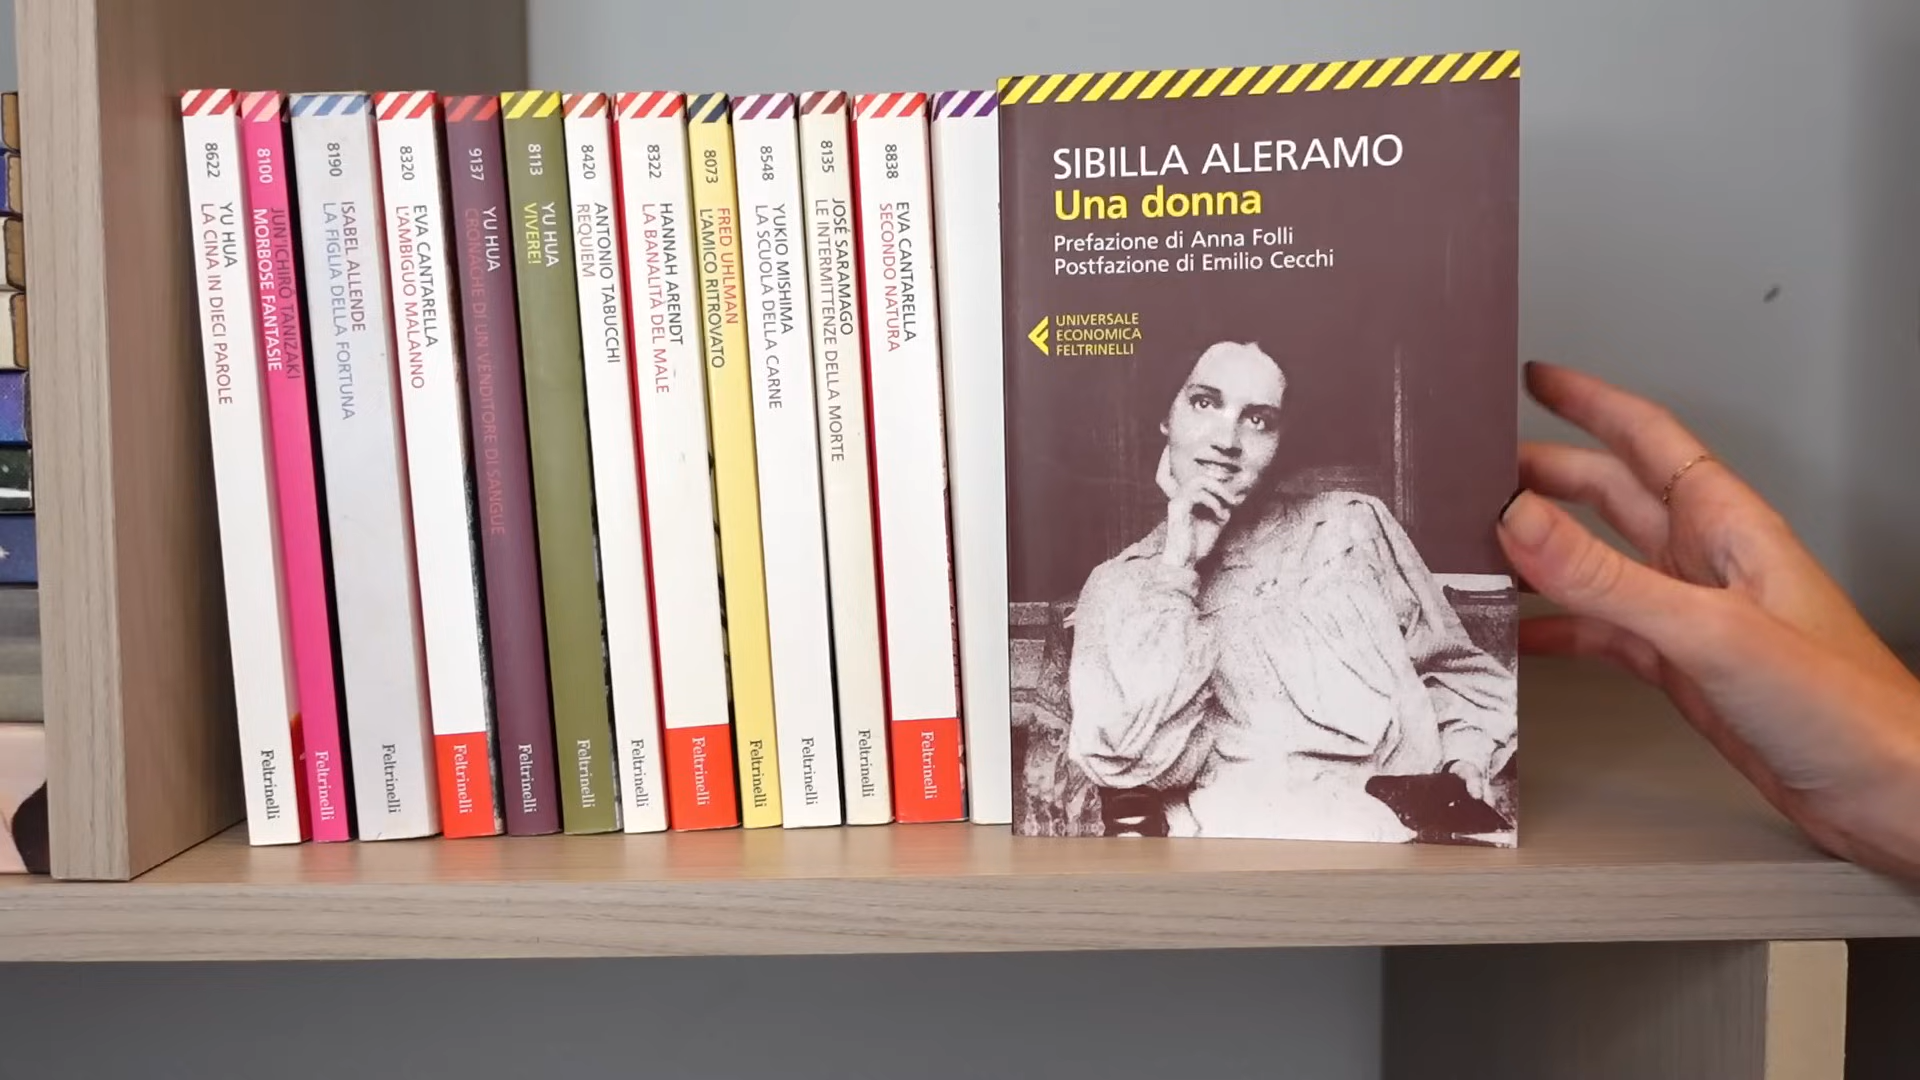 8622
YU HUA
LA CINA IN DIECI PAROLE
Feltrinelli
8100
JUN'ICHIRŌ TANIZAKI
MORBOSE FANTASIE
Feltrinelli
8190
ISABEL ALLENDE
LA FIGLIA DELLA FORTUNA
Feltrinelli
8320
EVA CANTARELLA
L'AMBIGUO MALANNO
Feltrinelli
9137
YU HUA
CRONACHE DI UN VENDITORE DI SANGUE
Feltrinelli
8113
YU HUA
VIVERE!
Feltrinelli
8420
ANTONIO TABUCCHI
REQUIEM
Feltrinelli
8322
HANNAH ARENDT
LA BANALITÀ DEL MALE
Feltrinelli
8073
FRED UHLMAN
L'AMICO RITROVATO
Feltrinelli
8548
YUKIO MISHIMA
LA SCUOLA DELLA CARNE
Feltrinelli
8135
JOSÉ SARAMAGO
LE INTERMITTENZE DELLA MORTE
Feltrinelli
8838
EVA CANTARELLA
SECONDO NATURA
Feltrinelli
SIBILLA ALERAMO
Una donna
Prefazione di Anna Folli
Postfazione di Emilio Cecchi
UNIVERSALE
ECONOMICA
FELTRINELLI